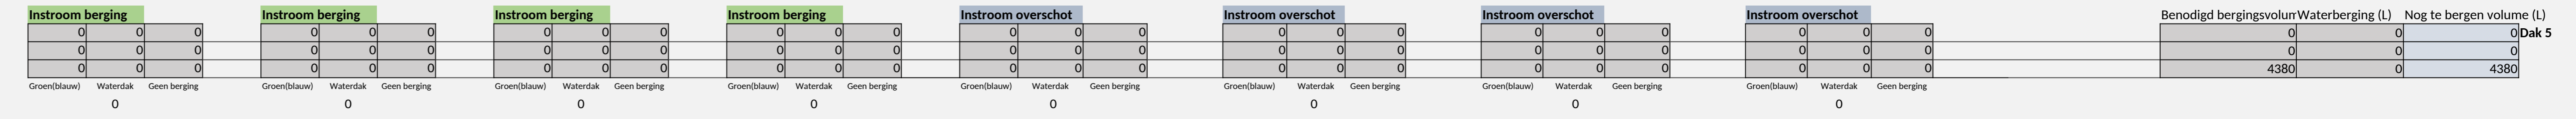 Instroom berging Instroom berging Instroom berging Instroom berging Instroom overschot Instroom overschot Instroom overschot Instroom overschot Benodigd bergingsvolum Waterberging (L) Nog te bergen volume (L)
0 0 0 0 0 0 0 0 0 0 0 0 0 0 0 0 0 0 0 0 0 0 0 0 0 0 0 Dak 5
0 0 0 0 0 0 0 0 0 0 0 0 0 0 0 0 0 0 0 0 0 0 0 0 0 0 0
0 0 0 0 0 0 0 0 0 0 0 0 0 0 0 0 0 0 0 0 0 0 0 0 4380 0 4380
Groen(blauw) Waterdak Geen berging Groen(blauw) Waterdak Geen berging Groen(blauw) Waterdak Geen berging Groen(blauw) Waterdak Geen berging Groen(blauw) Waterdak Geen berging Groen(blauw) Waterdak Geen berging Groen(blauw) Waterdak Geen berging Groen(blauw) Waterdak Geen berging
0 0 0 0 0 0 0 0